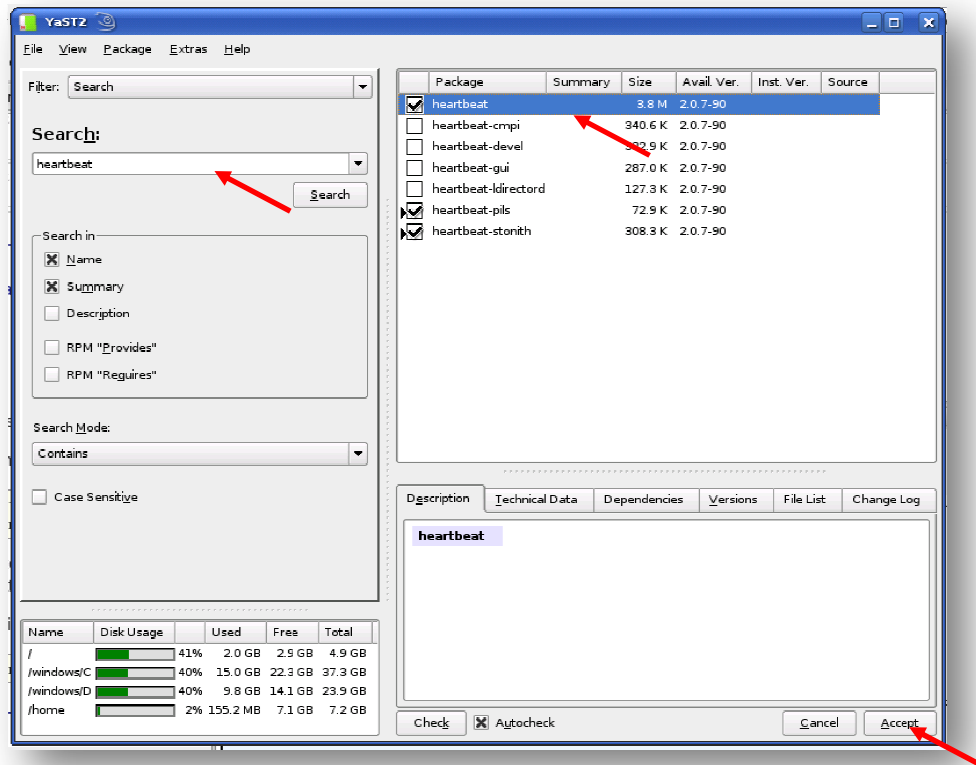 YaST2
File View Package Extras Help
Filter: Search
Search:
heartbeat
Search
Search in
Name
Summary
Description
RPM "Provides"
RPM "Requires"
Search Mode:
Contains
Case Sensitive
Name Disk Usage Used Free Total
/ 41% 2.0 GB 2.9 GB 4.9 GB
/windows/C 40% 15.0 GB 22.3 GB 37.3 GB
/windows/D 40% 9.8 GB 14.1 GB 23.9 GB
/home 2% 155.2 MB 7.1 GB 7.2 GB
Package Summary Size Avail. Ver. Inst. Ver. Source
heartbeat 3.8 M 2.0.7-90
heartbeat-cmpi 340.6 K 2.0.7-90
heartbeat-devel K 2.0.7-90
heartbeat-gui 287.0 K 2.0.7-90
heartbeat-ldirectord 127.3 K 2.0.7-90
heartbeat-pils 72.9 K 2.0.7-90
heartbeat-stonith 308.3 K 2.0.7-90
Description Technical Data Dependencies Versions File List Change Log
heartbeat
Check Autocheck Cancel Accept